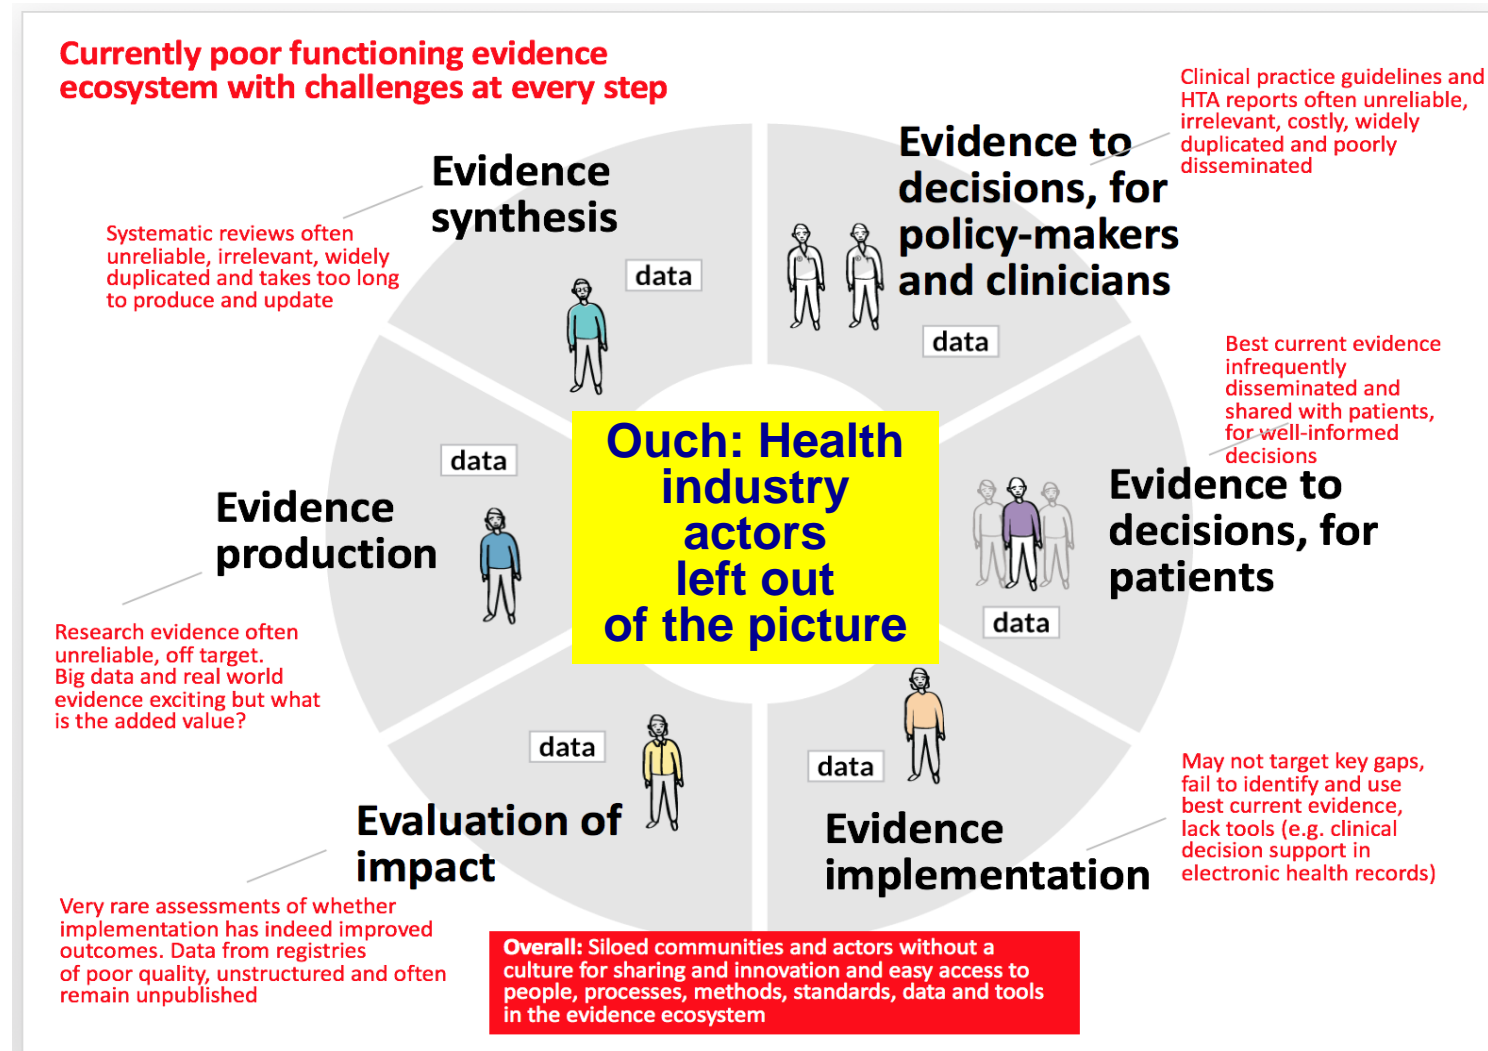 Currently poor functioning evidence
ecosystem with challenges at every step
Clinical practice guidelines and
HTA reports often unreliable,
irrelevant, costly, widely
duplicated and poorly
disseminated
Evidence to
decisions, for
policy-makers
and clinicians
data
Evidence
synthesis
data
Systematic reviews often
unreliable, irrelevant, widely
duplicated and takes too long
to produce and update
Best current evidence
infrequently
disseminated and
shared with patients,
for well-informed
decisions
Evidence to
decisions, for
patients
data
Ouch: Health
industry
actors
left out
of the picture
data
Evidence
production
Research evidence often
unreliable, off target.
Big data and real world
evidence exciting but what
is the added value?
data
Evaluation of
impact
Very rare assessments of whether
implementation has indeed improved
outcomes. Data from registries
of poor quality, unstructured and often
remain unpublished
data
Evidence
implementation
May not target key gaps,
fail to identify and use
best current evidence,
lack tools (e.g. clinical
decision support in
electronic health records)
Overall: Siloed communities and actors without a
culture for sharing and innovation and easy access to
people, processes, methods, standards, data and tools
in the evidence ecosystem